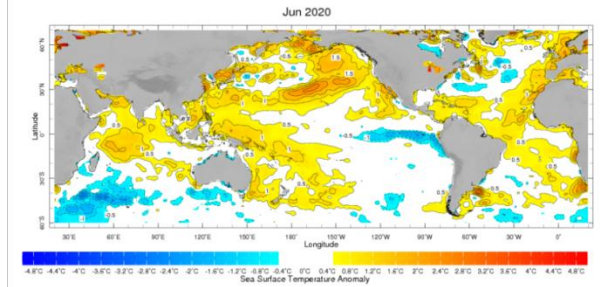 Jun 2020
60°N
30°N
0°
30°S
60°S
Latitude
30°E 60°E 90°E 120°E 150°E 180° 150°W 120°W 90°W 60°W 30°W 0°
Longitude
-4.8°C -4.4°C -4°C -3.6°C -3.2°C -2.8°C -2.4°C -2°C -1.6°C -1.2°C -0.8°C -0.4°C 0°C 0.4°C 0.8°C 1.2°C 1.6°C 2°C 2.4°C 2.8°C 3.2°C 3.6°C 4°C 4.4°C 4.8°C
Sea Surface Temperature Anomaly